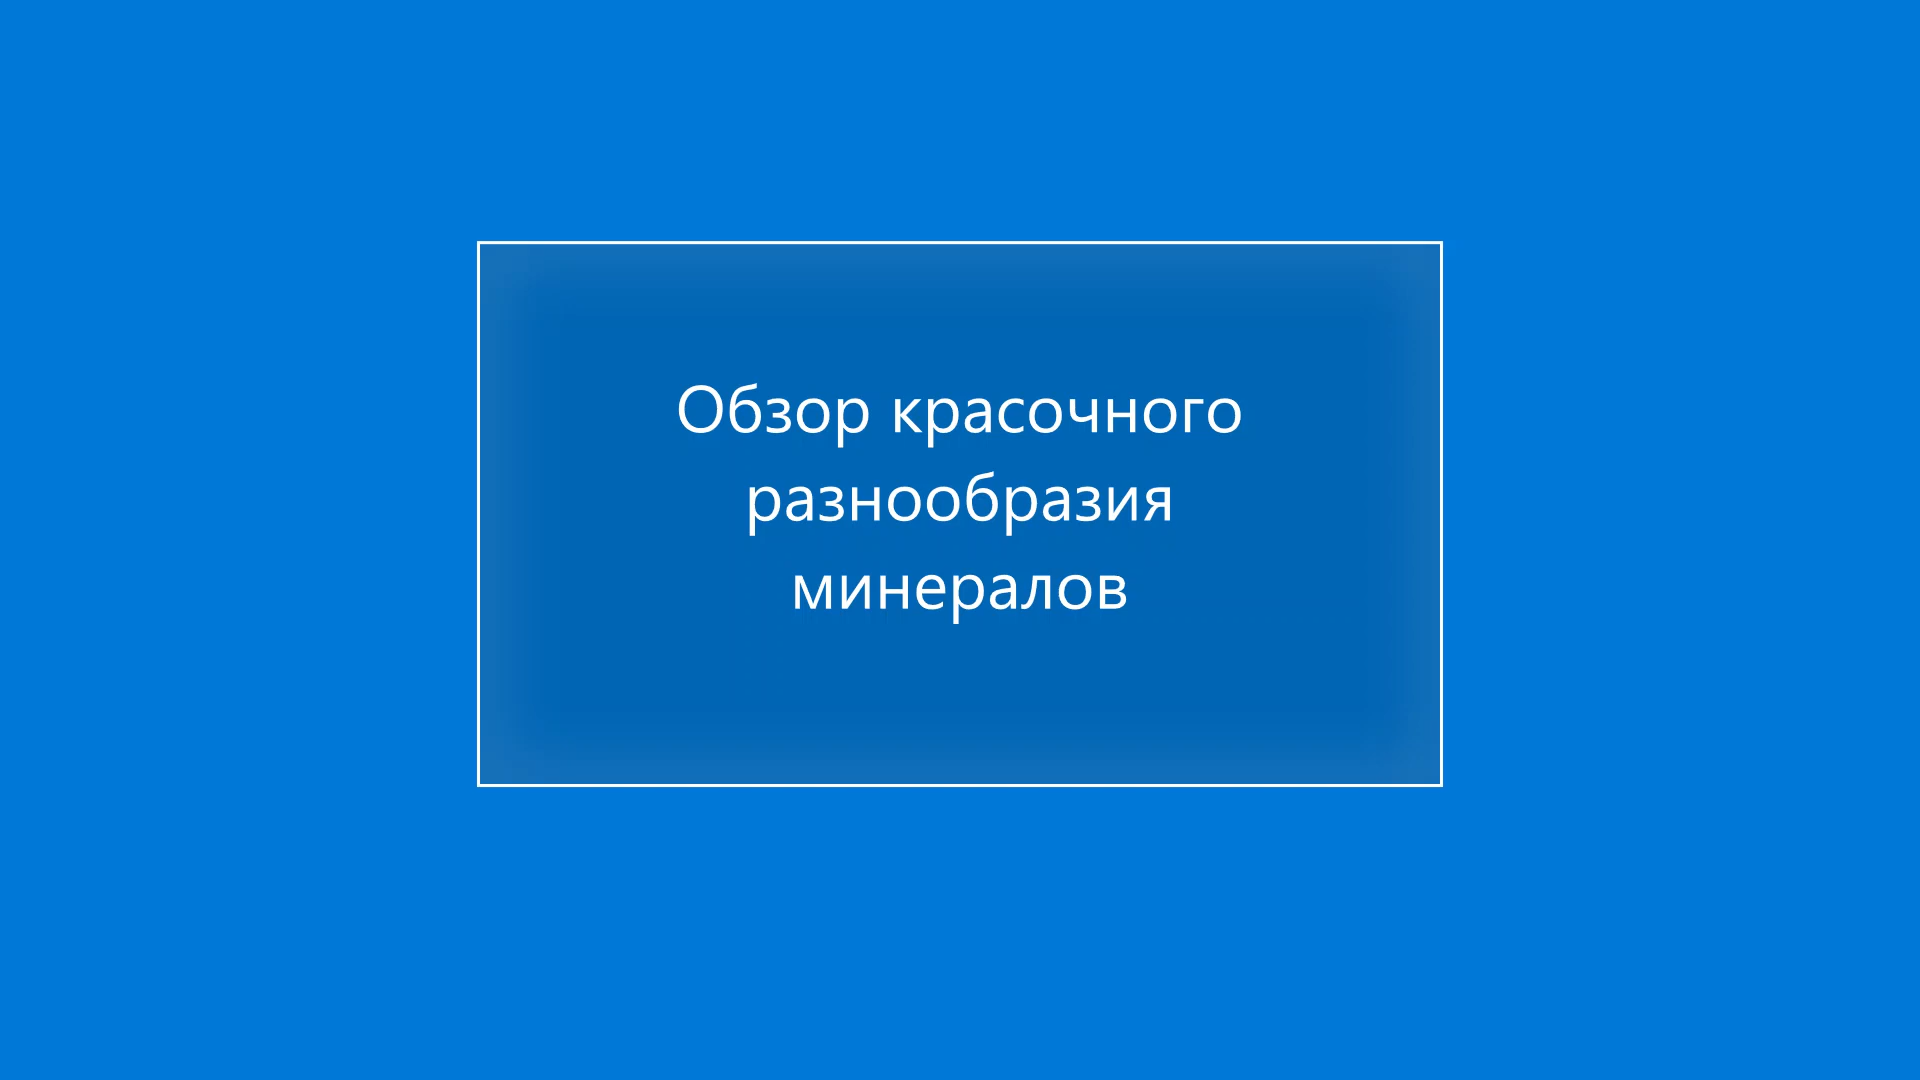 Обзор красочного
разнообразия
минералов